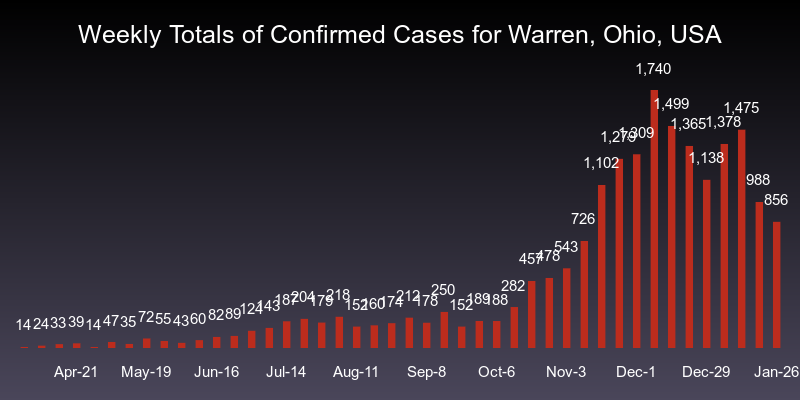 Weekly Totals of Confirmed Cases for Warren, Ohio, USA
14 24 33 39 14 47 35 72 55 43 60 82 89 124 143 187 204 179 218 152 160 174 212 178 250 152 189 188 282 457 478 543 726 1,102 1,309 1,740 1,499 1,365 1,138 1,378 1,475 988 856
Apr-21 May-19 Jun-16 Jul-14 Aug-11 Sep-8 Oct-6 Nov-3 Dec-1 Dec-29 Jan-26